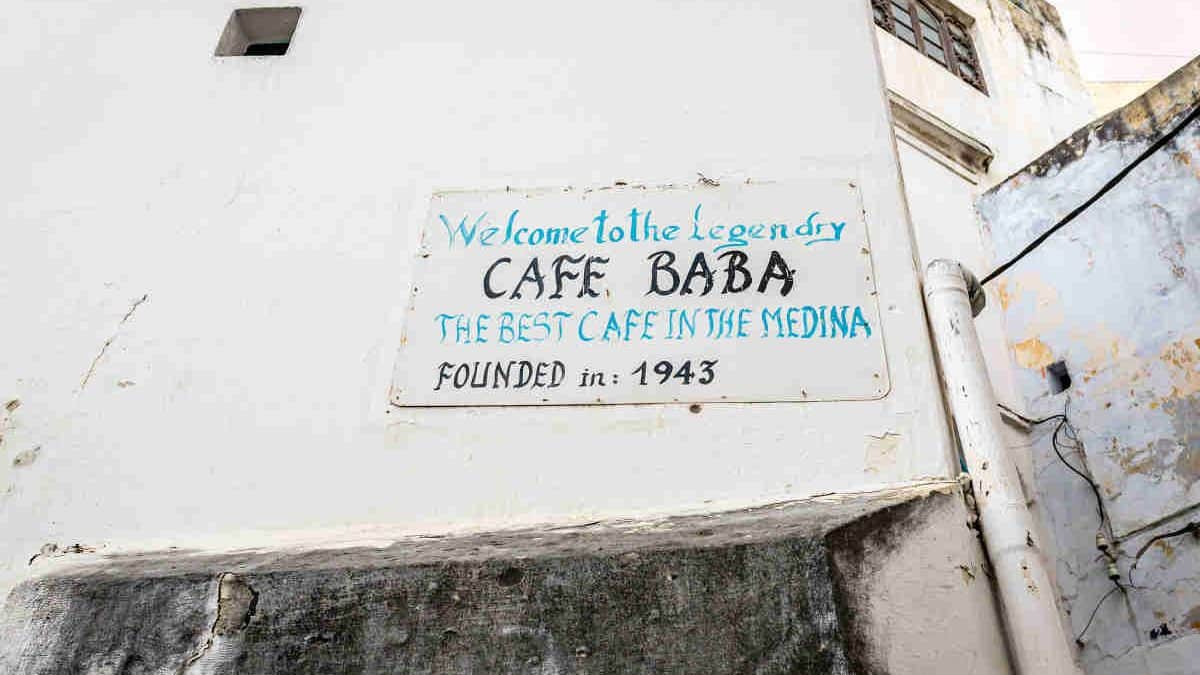 Welcome to the Legendry
CAFE BABA
THE BEST CAFE IN THE MEDINA
FOUNDED in: 1943